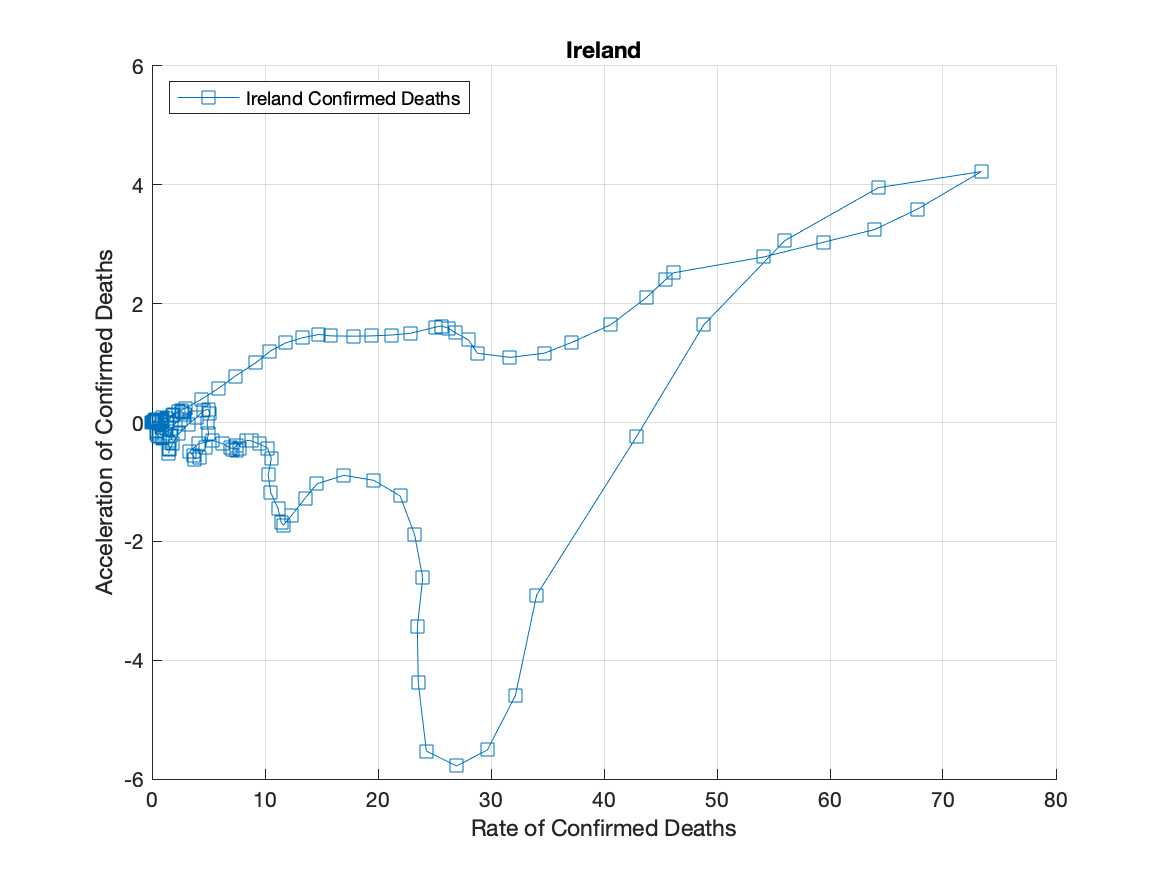 Ireland
Ireland Confirmed Deaths
6
4
2
0
-2
-4
-6
Acceleration of Confirmed Deaths
0 10 20 30 40 50 60 70 80
Rate of Confirmed Deaths